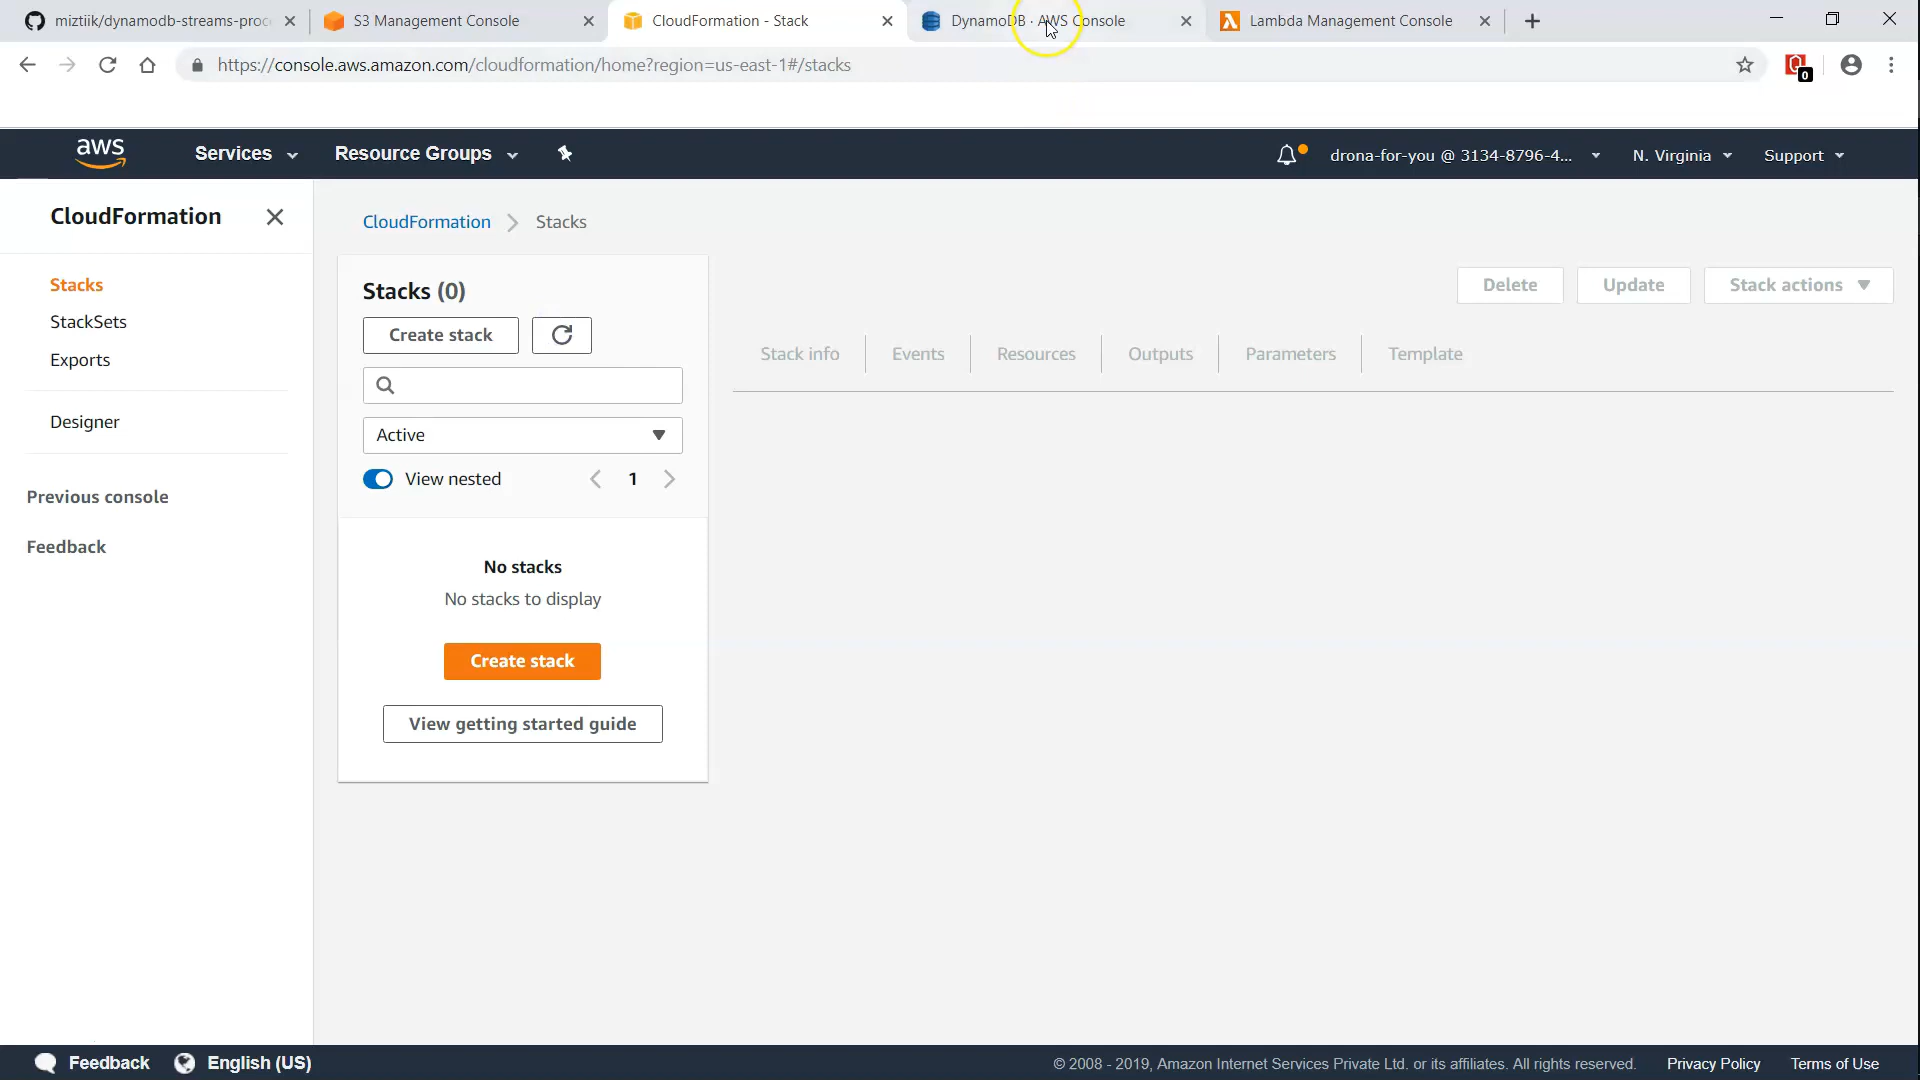 miztiik/dynamodb-streams-proc
S3 Management Console
CloudFormation - Stack
DynamoDB · AWS Console
Lambda Management Console
https://console.aws.amazon.com/cloudformation/home?region=us-east-1#/stacks
0
aws
Services
Resource Groups
drona-for-you @ 3134-8796-4...
N. Virginia
Support
CloudFormation
Stacks
StackSets
Exports
Designer
Previous console
Feedback
CloudFormation
Stacks
Stacks (0)
Create stack
Active
View nested
1
No stacks
No stacks to display
Create stack
View getting started guide
Delete
Update
Stack actions
Stack info
Events
Resources
Outputs
Parameters
Template
Feedback
English (US)
© 2008 - 2019, Amazon Internet Services Private Ltd. or its affiliates. All rights reserved.
Privacy Policy
Terms of Use